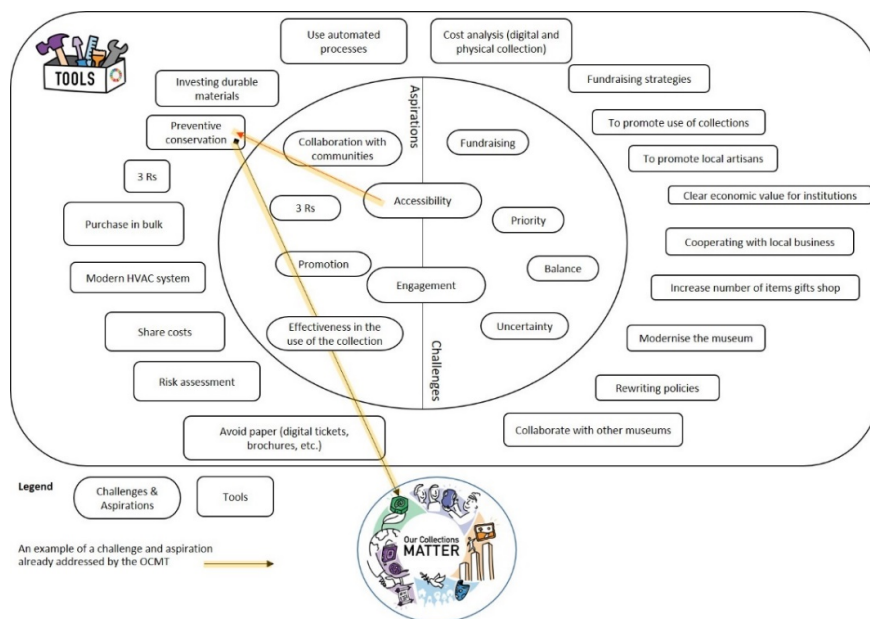 TOOLS
Use automated
processes
Cost analysis (digital and
physical collection)
Investing durable
materials
Fundraising strategies
Preventive
conservation
Aspirations
Collaboration with
communities
Fundraising
To promote use of collections
To promote local artisans
3 Rs
3 Rs
Accessibility
Clear economic value for institutions
Purchase in bulk
Priority
Cooperating with local business
Promotion
Balance
Modern HVAC system
Engagement
Increase number of items gifts shop
Share costs
Effectiveness in the
use of the collection
Uncertainty
Modernise the museum
Challenges
Risk assessment
Rewriting policies
Avoid paper (digital tickets,
brochures, etc.)
Collaborate with other museums
Legend
Challenges &
Aspirations
Tools
An example of a challenge and aspiration
already addressed by the OCMT
Our Collections
MATTER